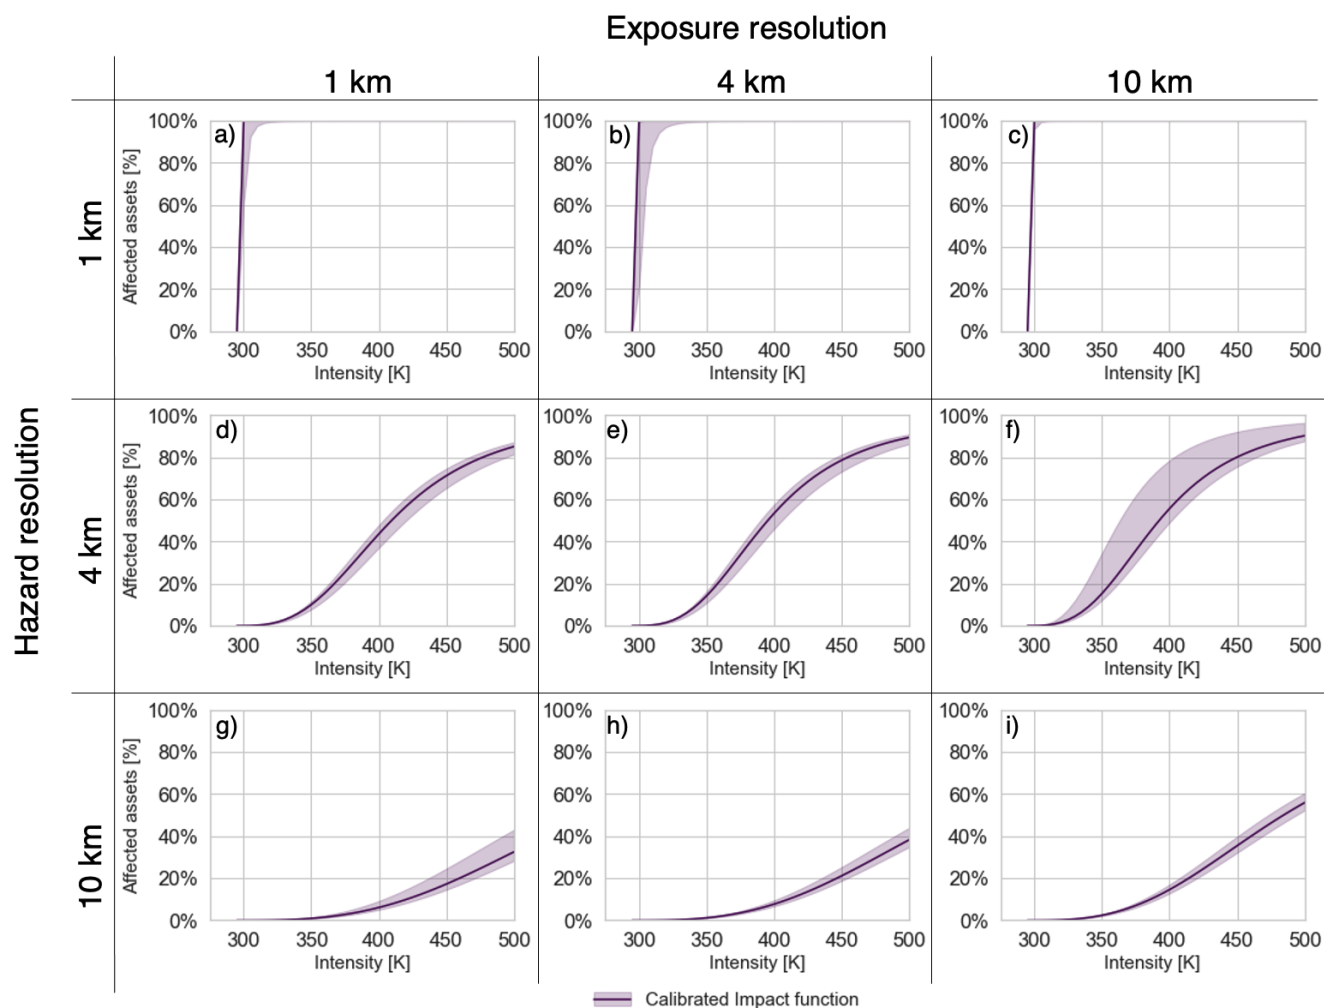 Exposure resolution
1 km 4 km 10 km
Hazard resolution
1 km
a) b) c)
Affected assets [%]
100% 100% 100%
80% 80% 80%
60% 60% 60%
40% 40% 40%
20% 20% 20%
0% 0% 0%
300 350 400 450 500 300 350 400 450 500 300 350 400 450 500
Intensity [K] Intensity [K] Intensity [K]
4 km
d) e) f)
Affected assets [%]
100% 100% 100%
80% 80% 80%
60% 60% 60%
40% 40% 40%
20% 20% 20%
0% 0% 0%
300 350 400 450 500 300 350 400 450 500 300 350 400 450 500
Intensity [K] Intensity [K] Intensity [K]
10 km
g) h) i)
Affected assets [%]
100% 100% 100%
80% 80% 80%
60% 60% 60%
40% 40% 40%
20% 20% 20%
0% 0% 0%
300 350 400 450 500 300 350 400 450 500 300 350 400 450 500
Intensity [K] Intensity [K] Intensity [K]
Calibrated Impact function